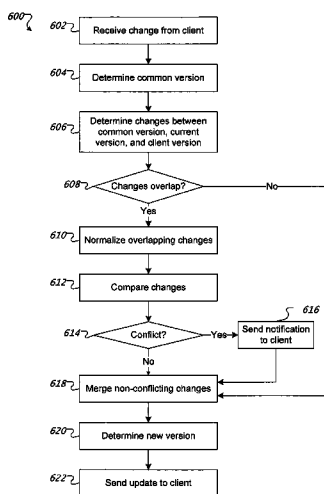 600
602
Receive change from client
604
Determine common version
606
Determine changes between
common version, current
version, and client version
608
Changes overlap?
No
Yes
610
Normalize overlapping changes
612
Compare changes
616
614
Conflict?
Yes
Send notification
to client
No
618
Merge non-conflicting changes
620
Determine new version
622
Send update to client